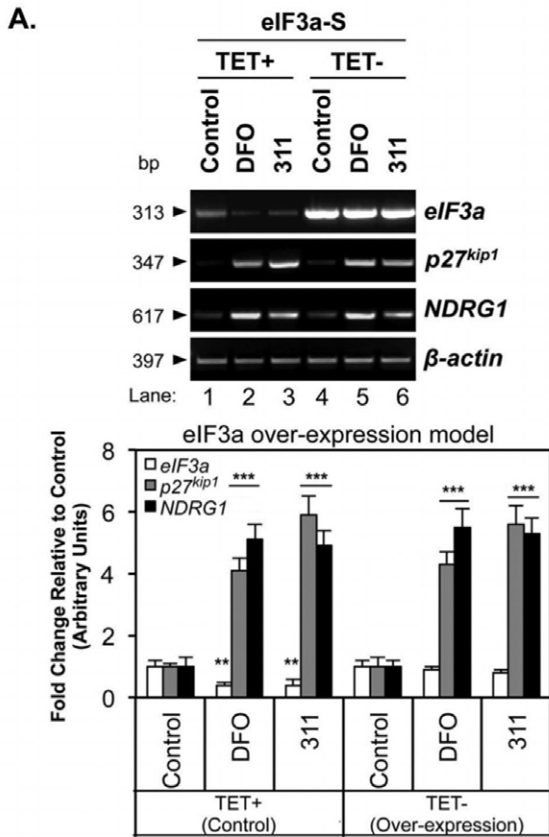 A.
eIF3a-S
TET+ TET-
Control DFO 311 Control DFO 311
bp
313 eIF3a
347 p27kip1
617 NDRG1
397 β-actin
Lane: 1 2 3 4 5 6
eIF3a over-expression model
Fold Change Relative to Control
(Arbitrary Units)
8
6
4
2
0
eIF3a
p27kip1
NDRG1
*** *** *** ***
** **
Control DFO 311 Control DFO 311
TET+ TET-
(Control) (Over-expression)